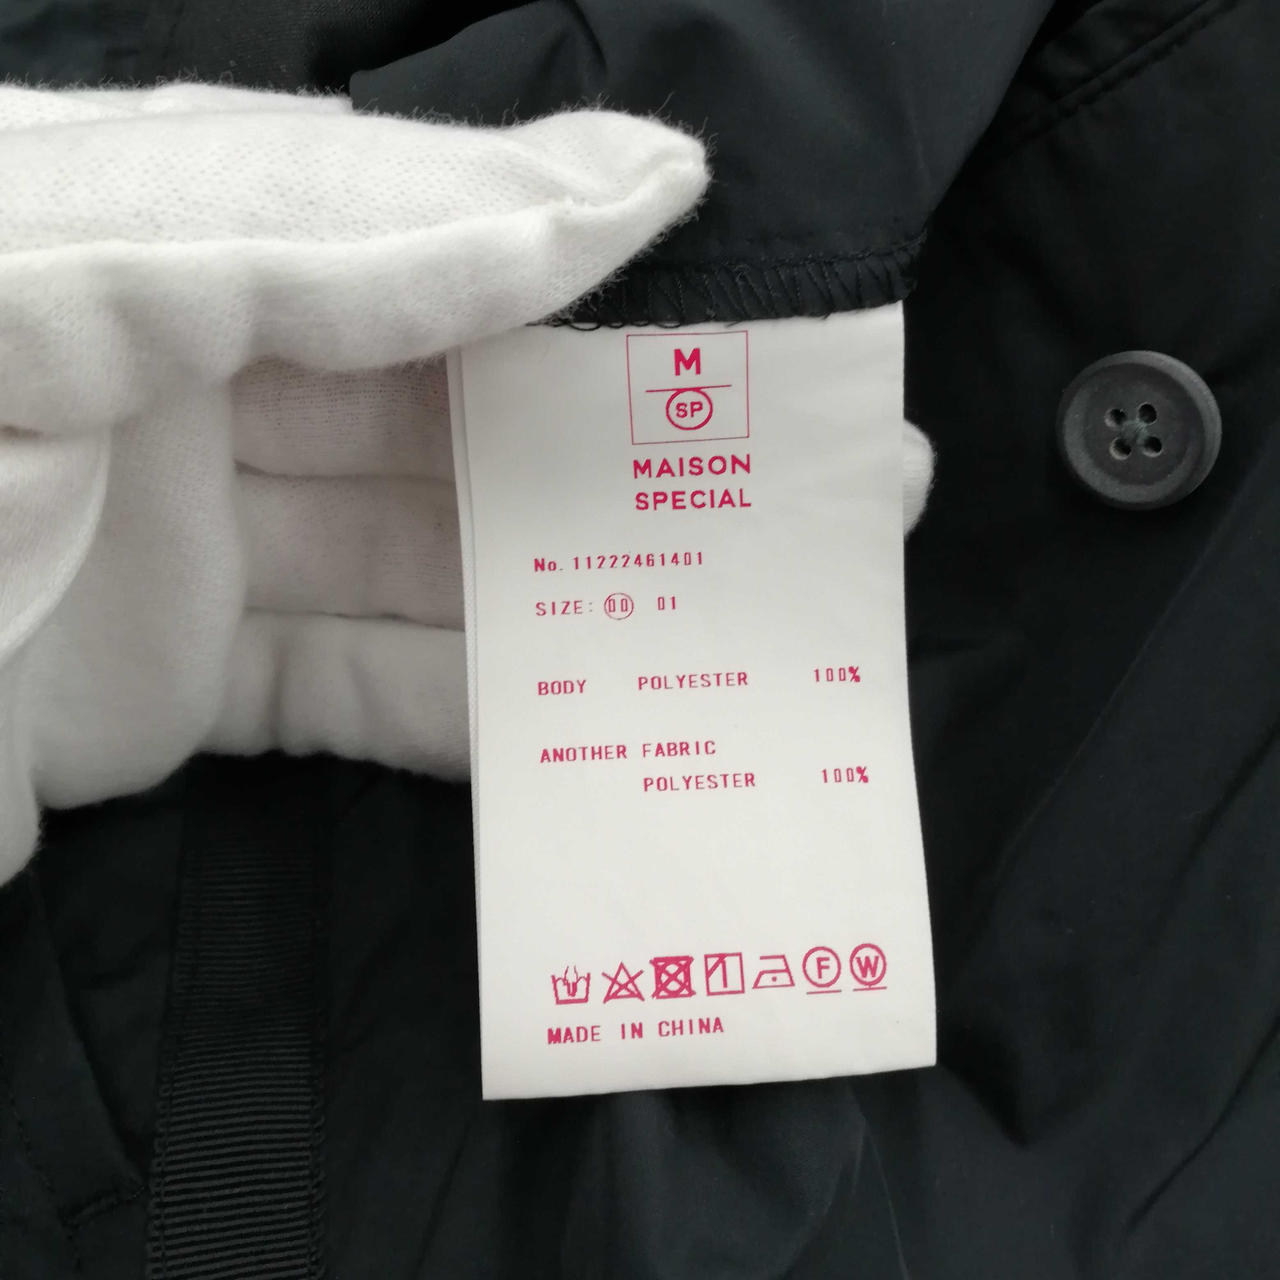 M
SP
MAISON
SPECIAL
No. 11222461401
SIZE: 00 01
BODY POLYESTER 100%
ANOTHER FABRIC
POLYESTER 100%
F W
MADE IN CHINA